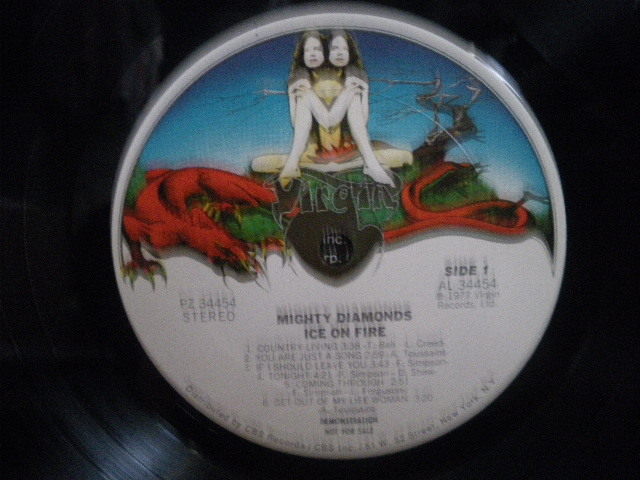 Virgin
Inc.
SIDE 1
PZ 34454
STEREO
AL 34454
℗ 1977 Virgin
Records, Ltd.
MIGHTY DIAMONDS
ICE ON FIRE
1. COUNTRY LIVING 3:38 -T. Bell - L. Creed-
2. YOU ARE JUST A SONG 2:09 -A. Toussaint-
3. IF I SHOULD LEAVE YOU 3:43 -F. Simpson-
4. TONIGHT 4:21 -F. Simpson - D. Shaw-
5. COMING THROUGH 2:51
-F. Simpson - L. Ferguson-
6. GET OUT OF MY LIFE WOMAN 3:20
-A. Toussaint-
DEMONSTRATION
NOT FOR SALE
Distributed by CBS Records / CBS Inc. / 51 W. 52 Street, New York, N.Y.